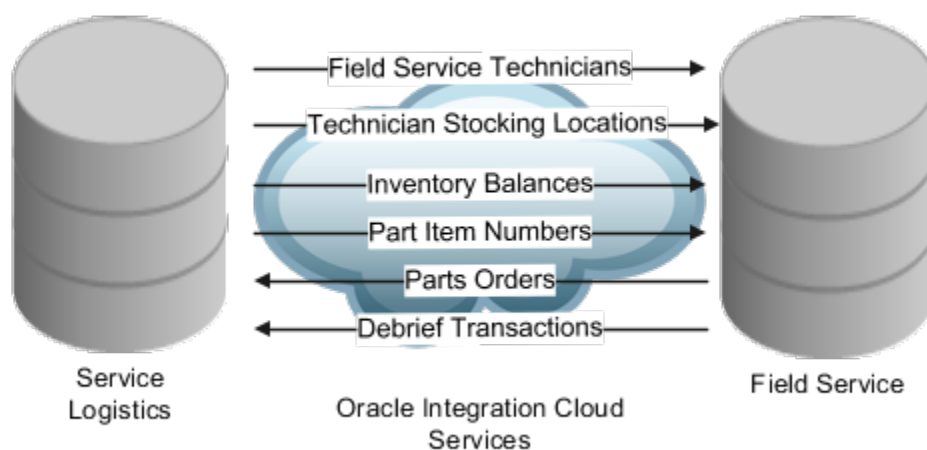 Field Service Technicians
Technician Stocking Locations
Inventory Balances
Part Item Numbers
Parts Orders
Debrief Transactions
Service
Logistics
Oracle Integration Cloud
Services
Field Service